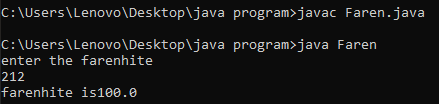 C:\Users\Lenovo\Desktop\java program>javac Faren.java
C:\Users\Lenovo\Desktop\java program>java Faren
enter the farenhite
212
farenhite is100.0